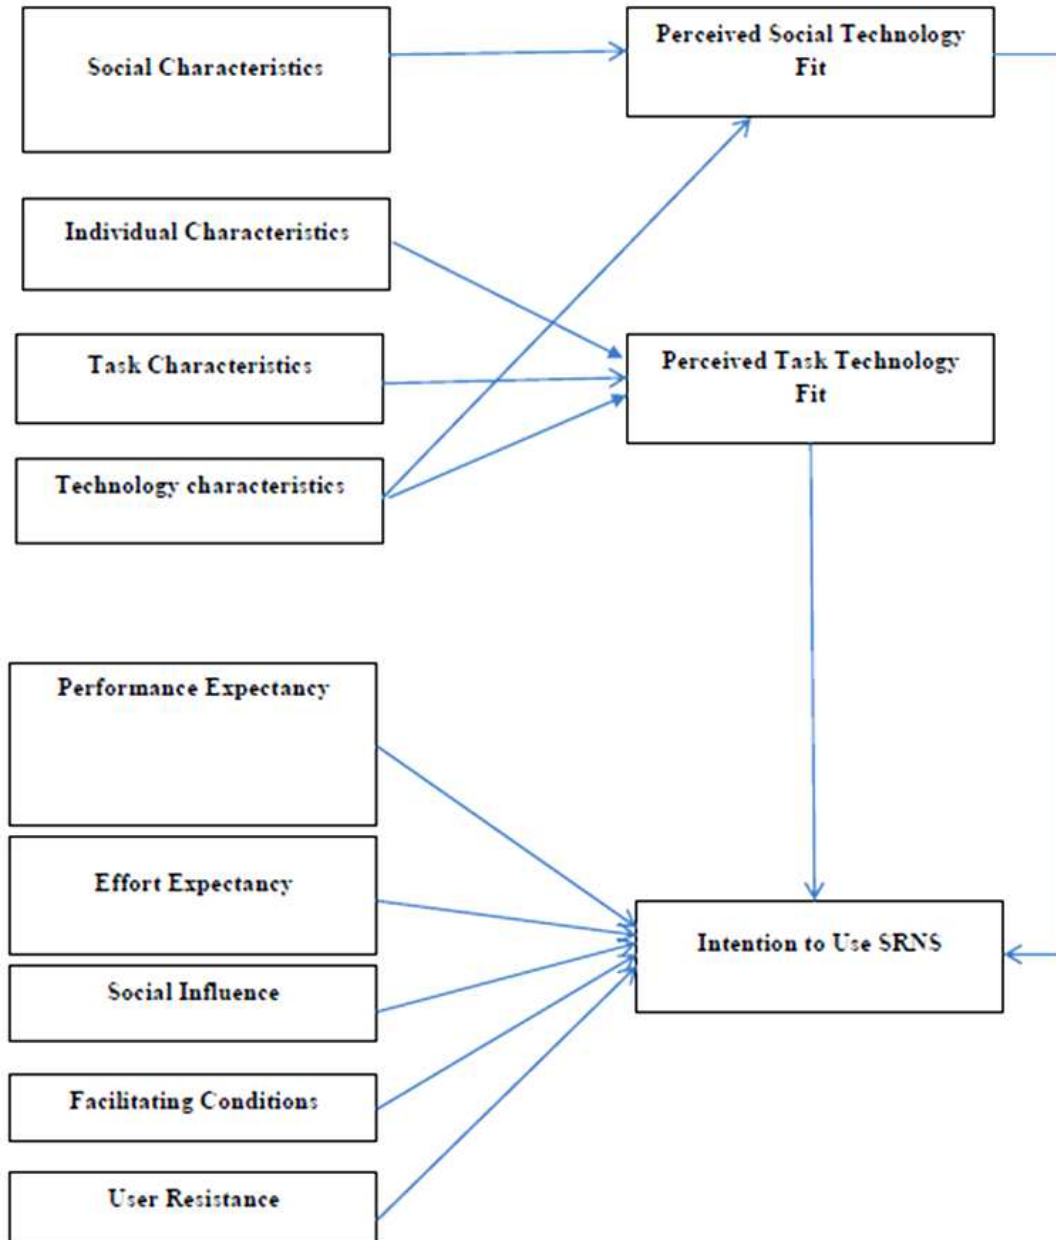 Social Characteristics
Perceived Social Technology
Fit
Individual Characteristics
Task Characteristics
Perceived Task Technology
Fit
Technology characteristics
Performance Expectancy
Effort Expectancy
Intention to Use SRNS
Social Influence
Facilitating Conditions
User Resistance